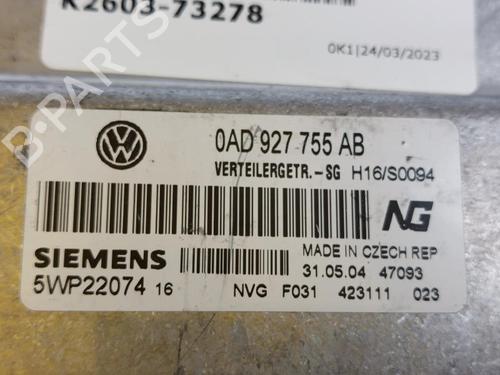 K2603-73278
0K1|24/03/2023
0AD 927 755 AB
VERTEILERGETR.-SG H16/S0094
NG
SIEMENS
MADE IN CZECH REP
31.05.04 47093
5WP22074 16
NVG F031 423111 023
B-PARTS